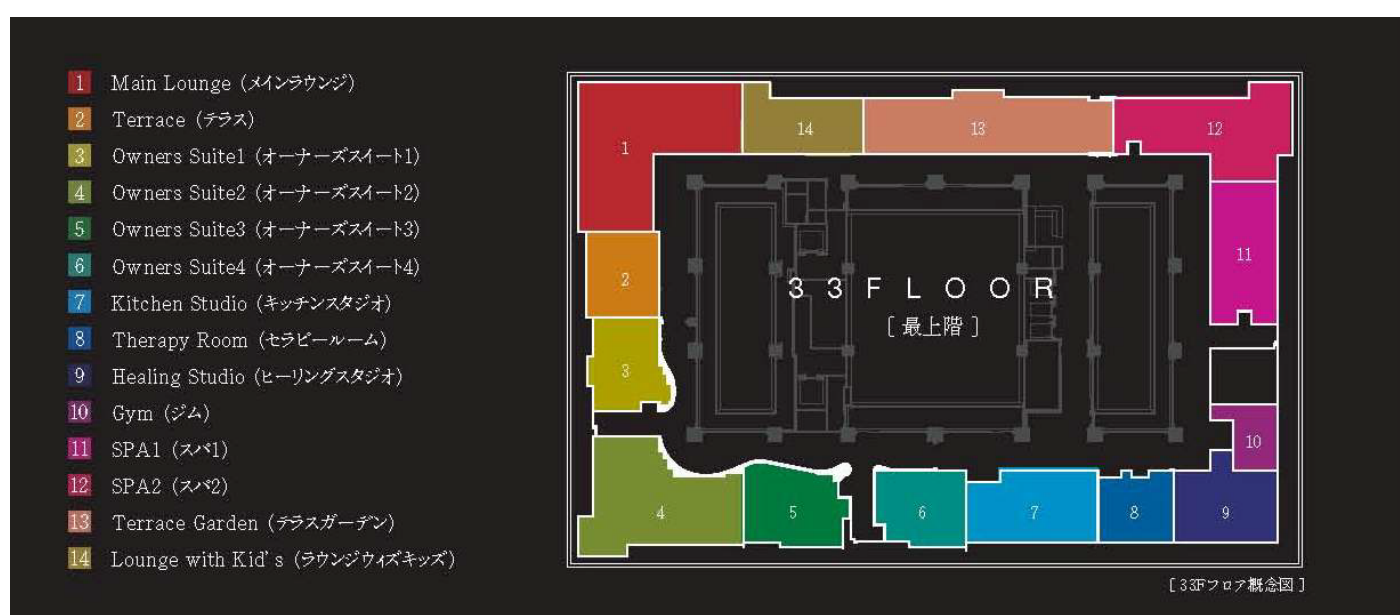 1 Main Lounge (メインラウンジ)
2 Terrace (テラス)
3 Owners Suite1 (オーナーズスイート1)
4 Owners Suite2 (オーナーズスイート2)
5 Owners Suite3 (オーナーズスイート3)
6 Owners Suite4 (オーナーズスイート4)
7 Kitchen Studio (キッチンスタジオ)
8 Therapy Room (セラピールーム)
9 Healing Studio (ヒーリングスタジオ)
10 Gym (ジム)
11 SPA1 (スパ1)
12 SPA2 (スパ2)
13 Terrace Garden (テラスガーデン)
14 Lounge with Kid's (ラウンジウィズキッズ)
14 13 12
1
11
2
33FLOOR
[最上階]
3
10
4 5 6 7 8 9
[33Fフロア概念図]